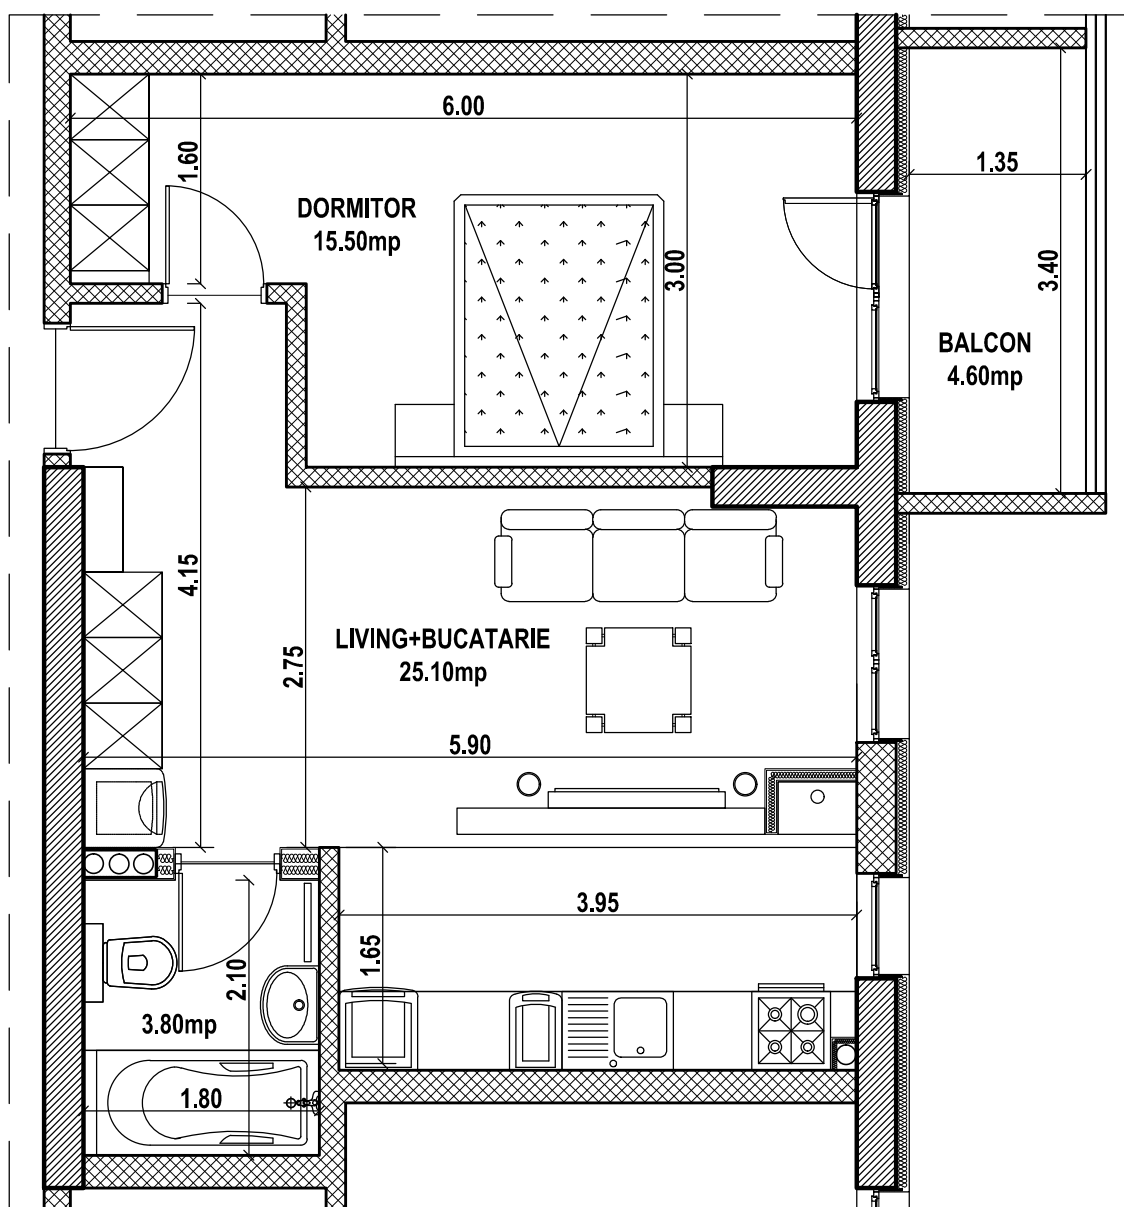 6.00
1.60
DORMITOR
15.50mp
3.00
1.35
3.40
BALCON
4.60mp
4.15
2.75
LIVING+BUCATARIE
25.10mp
5.90
3.95
1.65
2.10
3.80mp
1.80